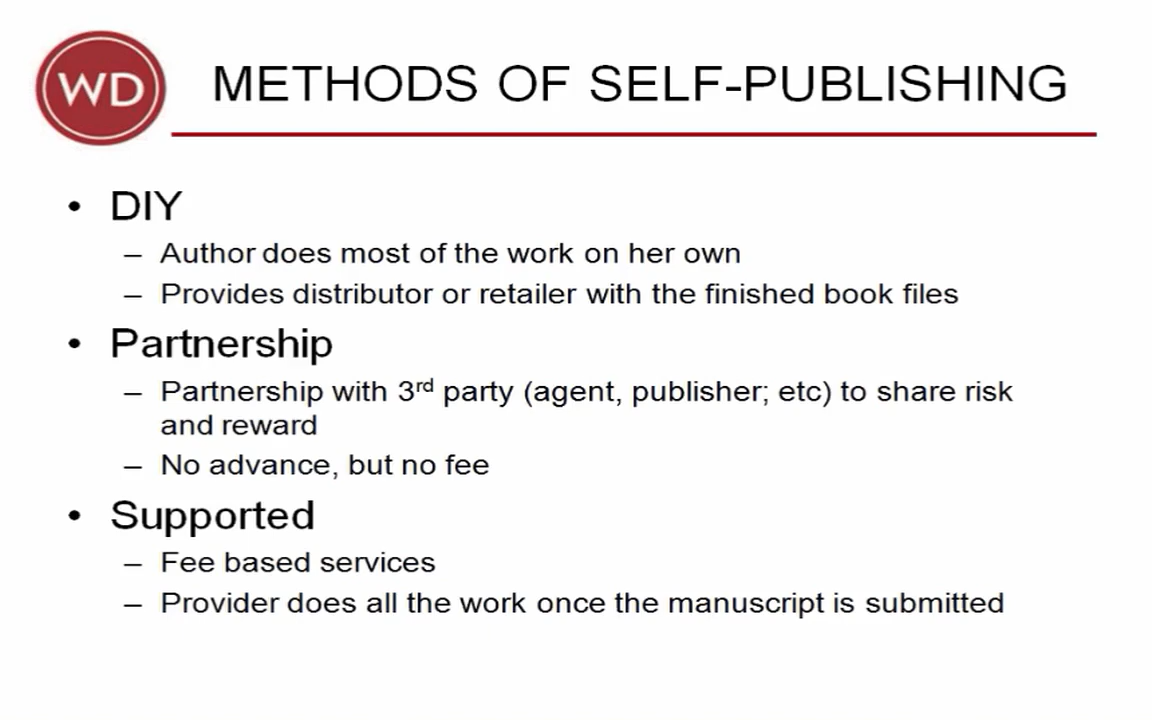 WD
METHODS OF SELF-PUBLISHING
• DIY
– Author does most of the work on her own
– Provides distributor or retailer with the finished book files
• Partnership
– Partnership with 3rd party (agent, publisher; etc) to share risk
and reward
– No advance, but no fee
• Supported
– Fee based services
– Provider does all the work once the manuscript is submitted